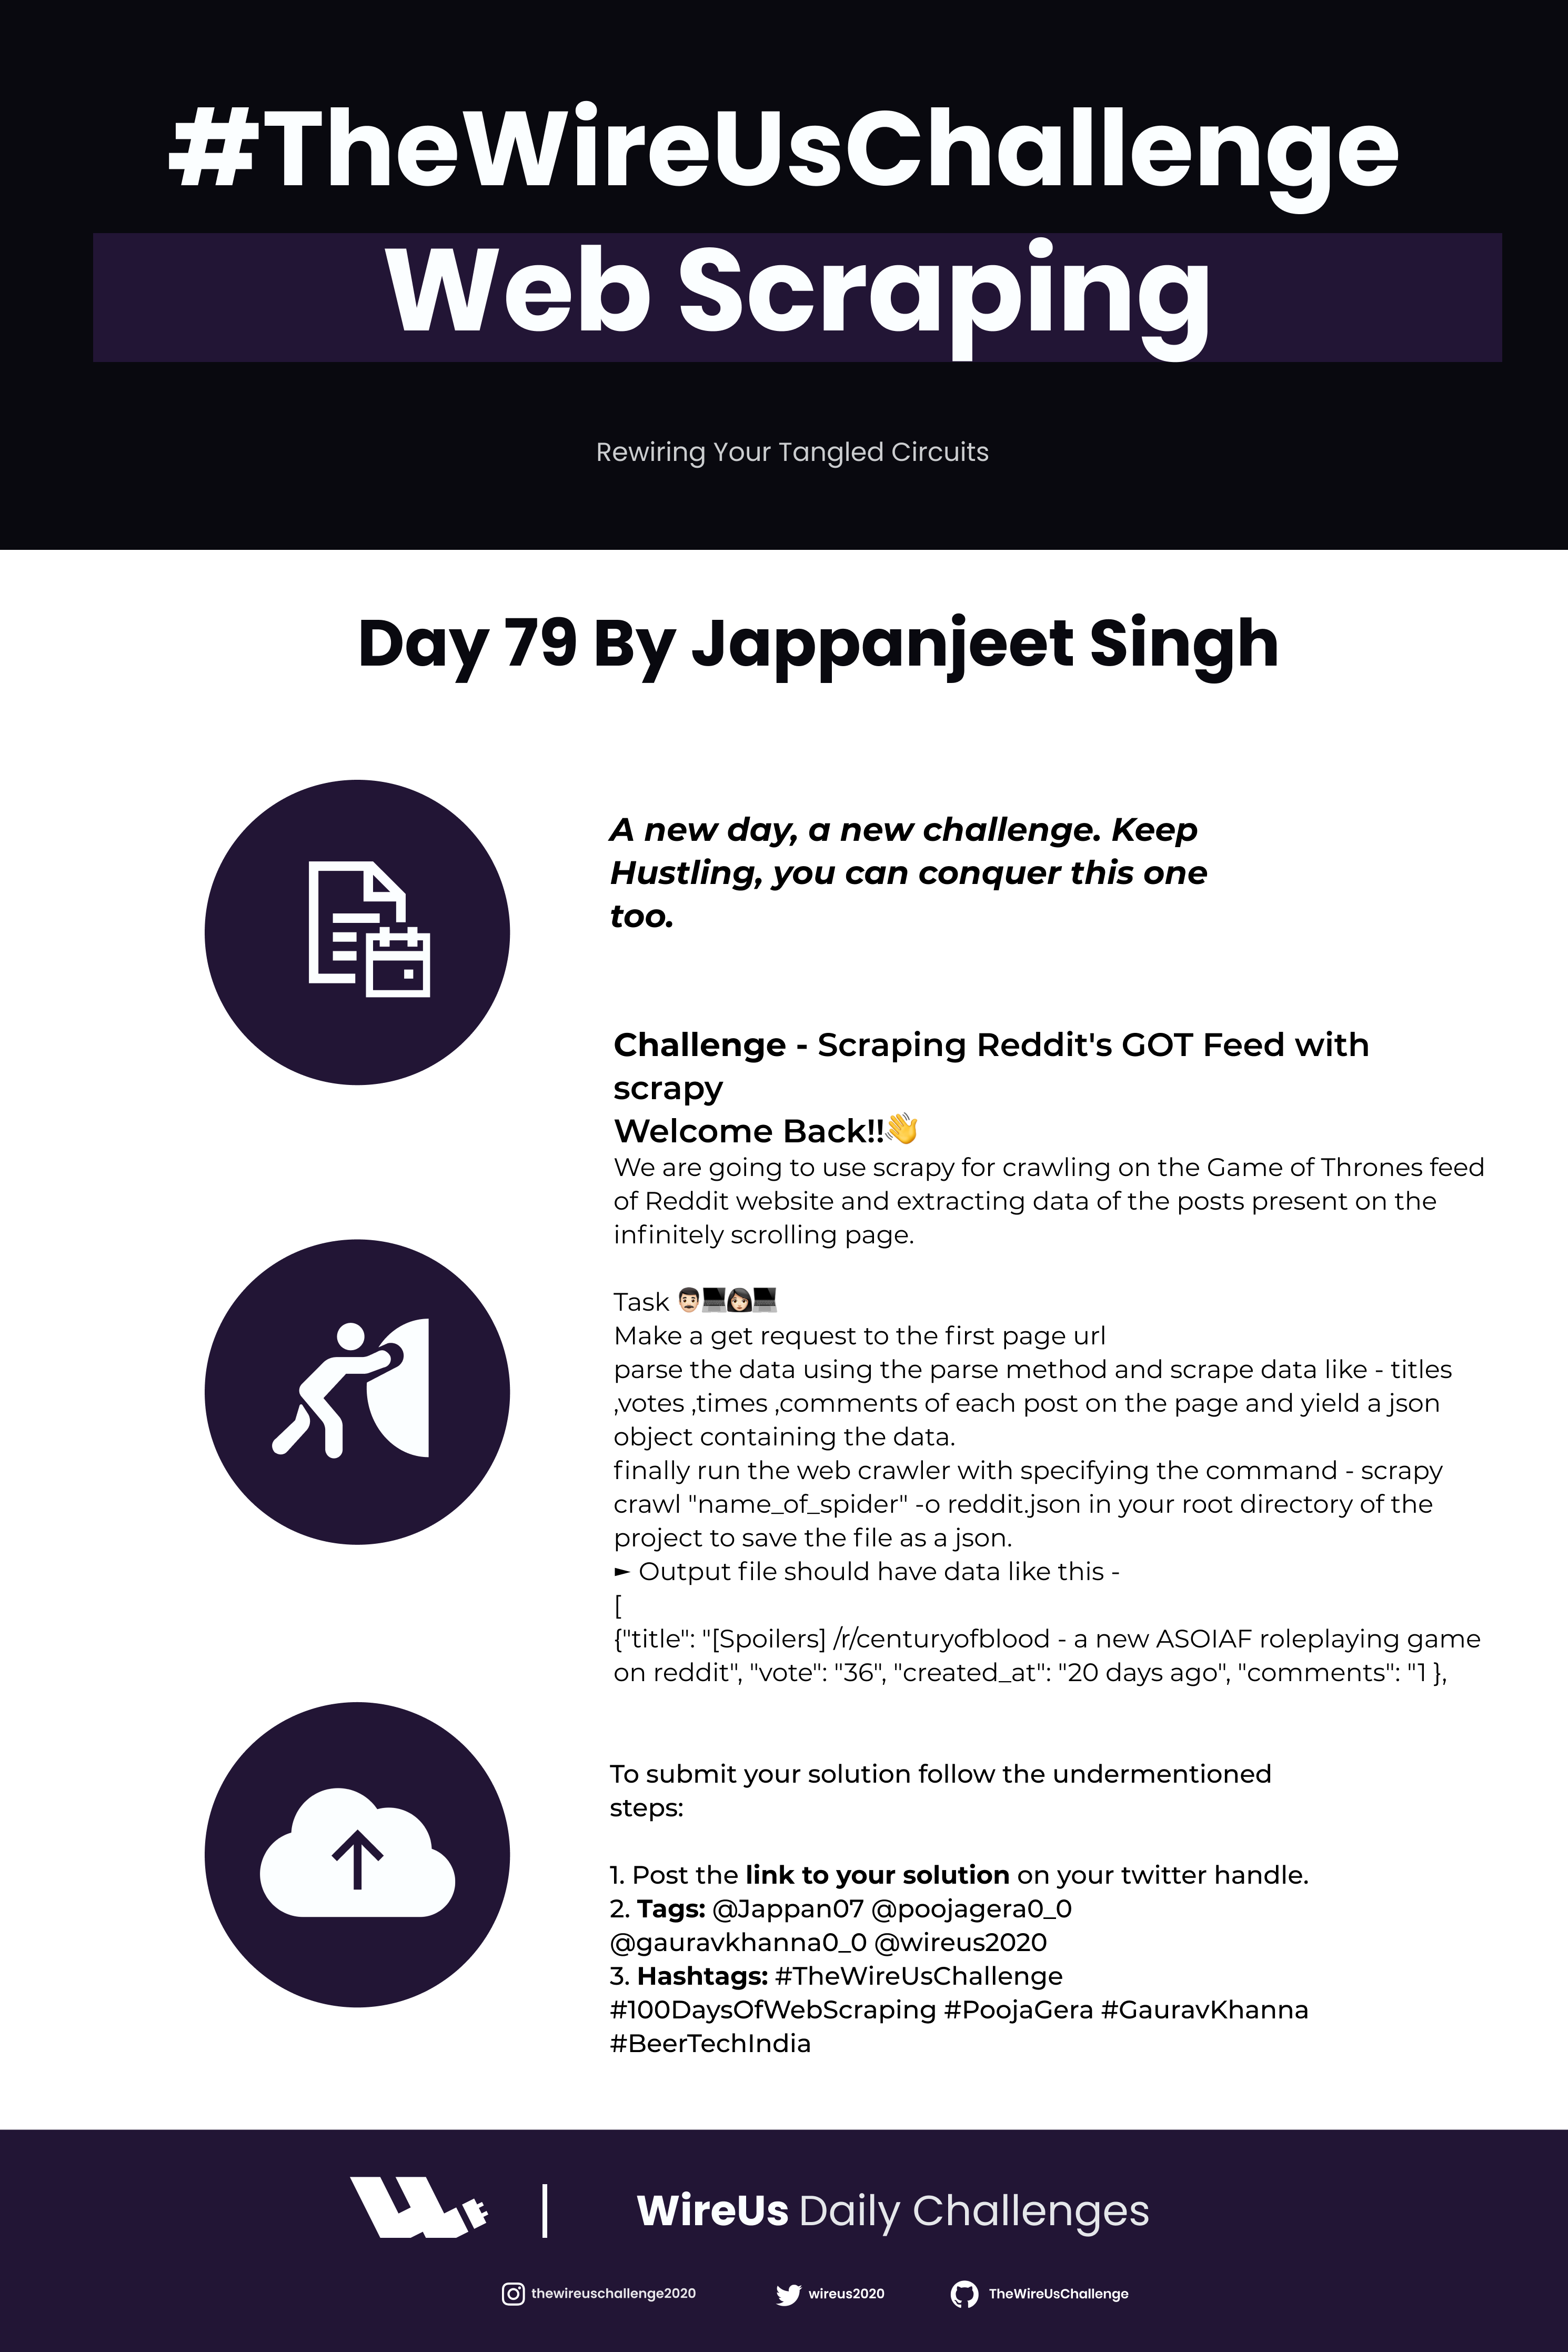 #TheWireUsChallenge
Web Scraping
Rewiring Your Tangled Circuits
Day 79 By Jappanjeet Singh
A new day, a new challenge. Keep
Hustling, you can conquer this one
too.
Challenge - Scraping Reddit's GOT Feed with
scrapy
Welcome Back!!👋
We are going to use scrapy for crawling on the Game of Thrones feed
of Reddit website and extracting data of the posts present on the
infinitely scrolling page.
Task 👨🏻💻👩🏻💻
Make a get request to the first page url
parse the data using the parse method and scrape data like - titles
,votes ,times ,comments of each post on the page and yield a json
object containing the data.
finally run the web crawler with specifying the command - scrapy
crawl "name_of_spider" -o reddit.json in your root directory of the
project to save the file as a json.
► Output file should have data like this -
[
{"title": "[Spoilers] /r/centuryofblood - a new ASOIAF roleplaying game
on reddit", "vote": "36", "created_at": "20 days ago", "comments": "1 },
To submit your solution follow the undermentioned
steps:
1. Post the link to your solution on your twitter handle.
2. Tags: @Jappan07 @poojagera0_0
@gauravkhanna0_0 @wireus2020
3. Hashtags: #TheWireUsChallenge
#100DaysOfWebScraping #PoojaGera #GauravKhanna
#BeerTechIndia
WireUs Daily Challenges
thewireuschallenge2020 wireus2020 TheWireUsChallenge